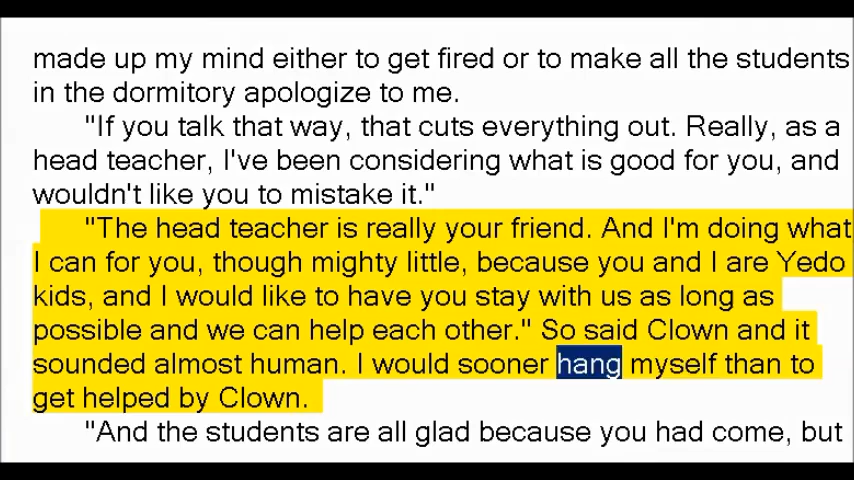 made up my mind either to get fired or to make all the students
in the dormitory apologize to me.
"If you talk that way, that cuts everything out. Really, as a
head teacher, I've been considering what is good for you, and
wouldn't like you to mistake it."
"The head teacher is really your friend. And I'm doing what
I can for you, though mighty little, because you and I are Yedo
kids, and I would like to have you stay with us as long as
possible and we can help each other." So said Clown and it
sounded almost human. I would sooner hang myself than to
get helped by Clown.
"And the students are all glad because you had come, but